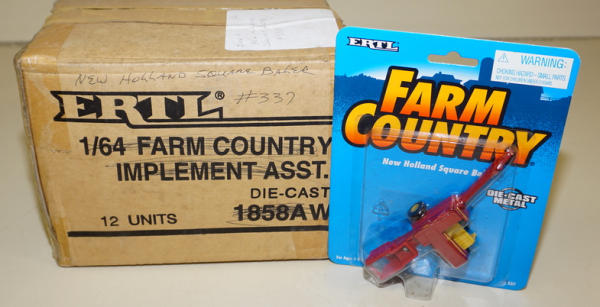 NEW HOLLAND SQUARE BALER
#337
ERTL®
1/64 FARM COUNTRY
IMPLEMENT ASST.
DIE-CAST
12 UNITS 1858AW
ERTL
WARNING:
CHOKING HAZARD-SMALL PARTS
FARM
COUNTRY
New Holland Square Ba
DIE-CAST
METAL